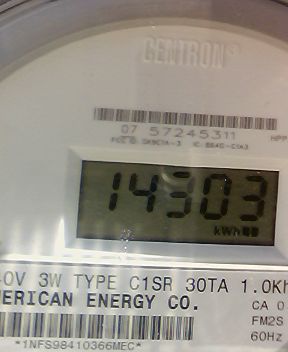 CENTRON®
07 57245311
14303
kWh
0V 3W TYPE C1SR 30TA 1.0Kh
ERICAN ENERGY CO.
CA 0
FM2S
60Hz
*1NFS98410366MEC*